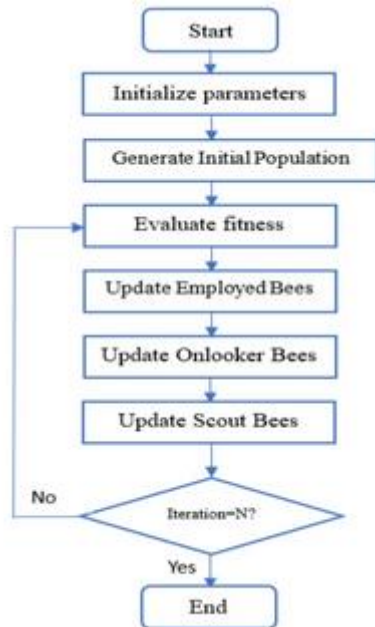 Start
Initialize parameters
Generate Initial Population
Evaluate fitness
Update Employed Bees
Update Onlooker Bees
Update Scout Bees
No
Iteration=N?
Yes
End